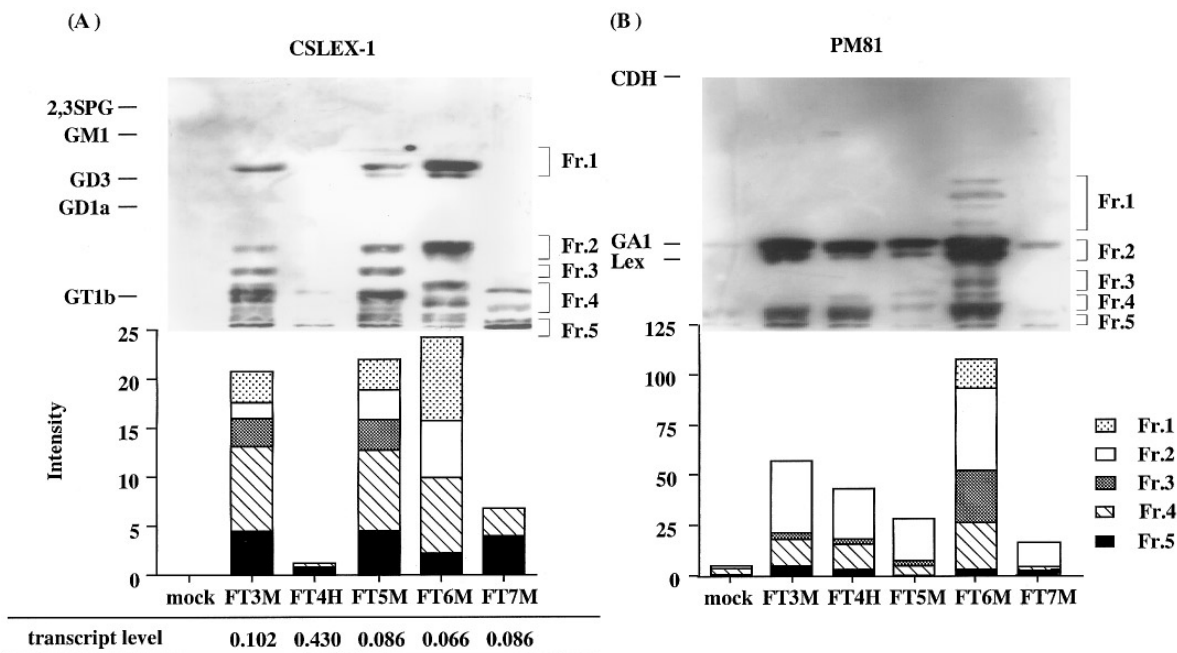 (A )
CSLEX-1
2,3SPG
GM1
GD3
GD1a
GT1b
Fr.1
Fr.2
Fr.3
Fr.4
Fr.5
25
20
15
10
5
0
Intensity
mock FT3M FT4H FT5M FT6M FT7M
transcript level 0.102 0.430 0.086 0.066 0.086
(B )
PM81
CDH
GA1
Lex
Fr.1
Fr.2
Fr.3
Fr.4
Fr.5
125
100
75
50
25
0
mock FT3M FT4H FT5M FT6M FT7M
Fr.1
Fr.2
Fr.3
Fr.4
Fr.5